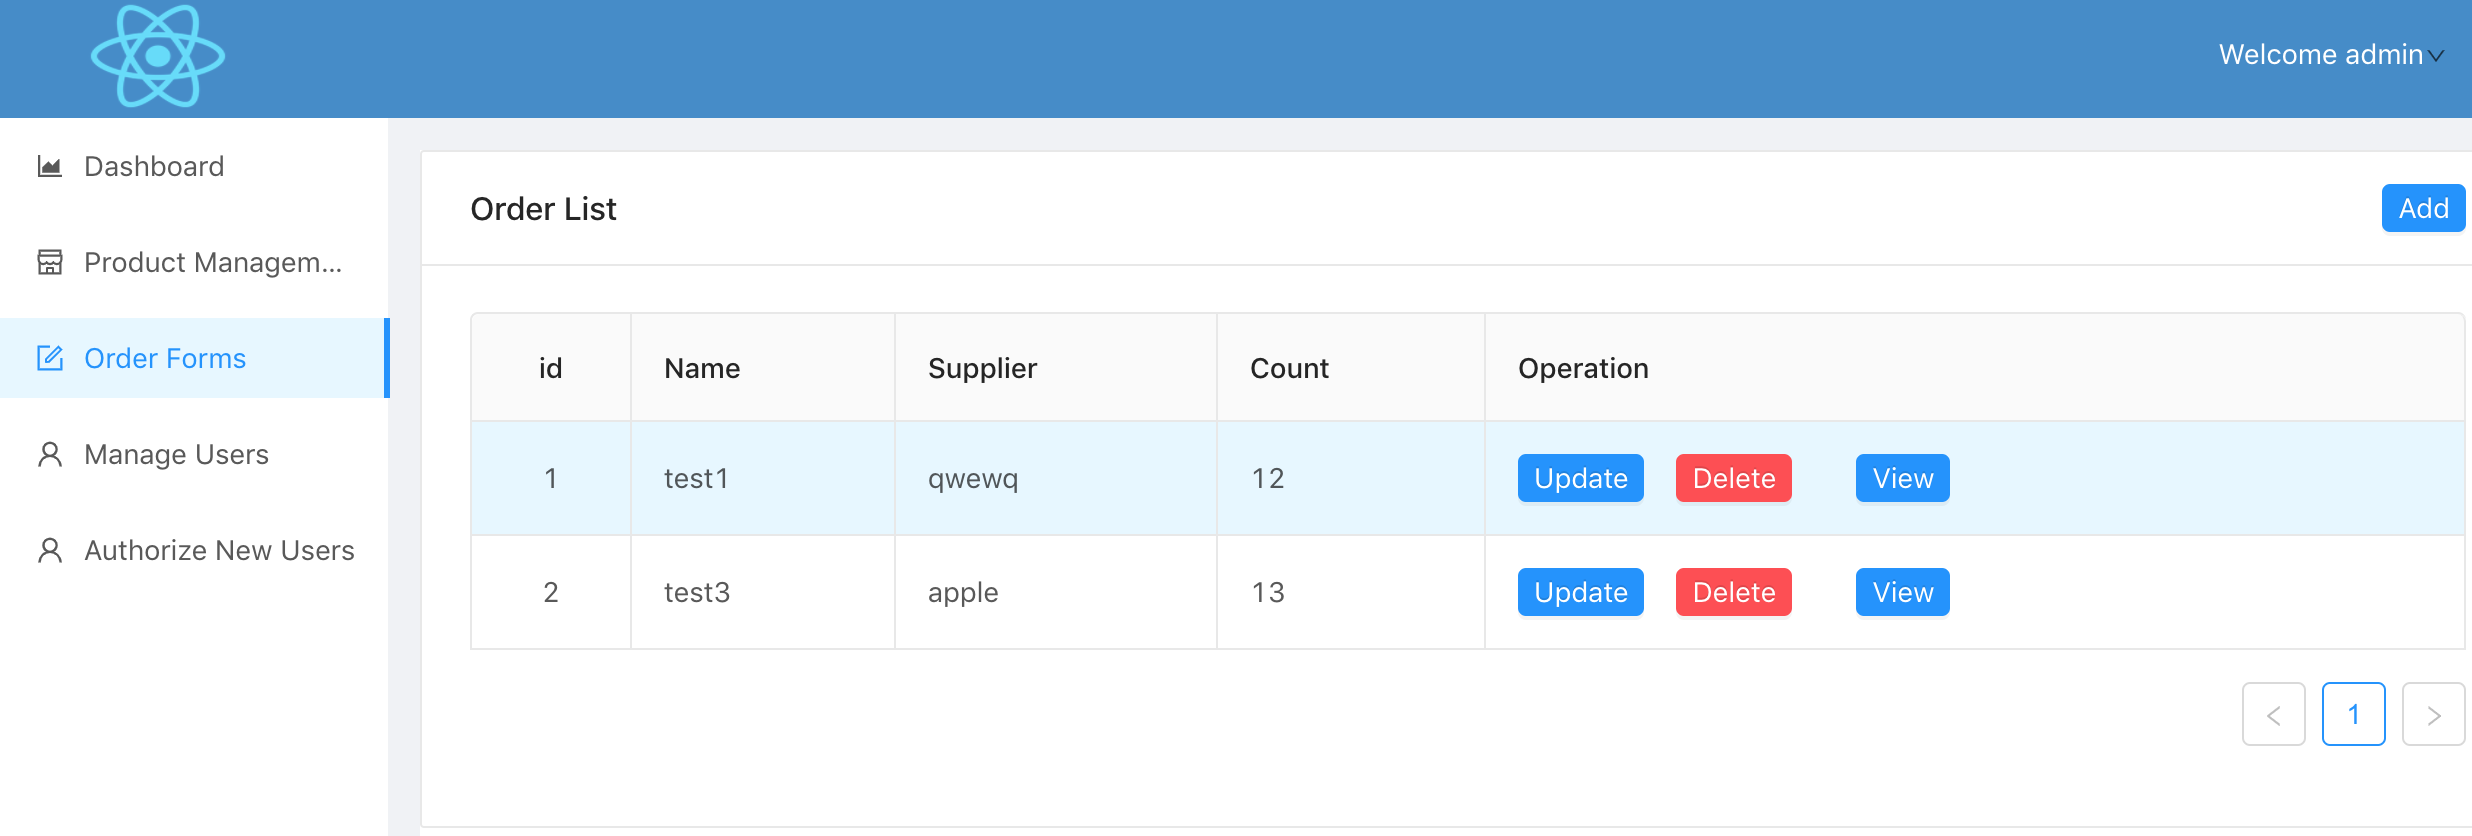 Welcome admin
Dashboard
Product Managem...
Order Forms
Manage Users
Authorize New Users
Order List
Add
id Name Supplier Count Operation
1 test1 qwewq 12 Update Delete View
2 test3 apple 13 Update Delete View
< 1 >